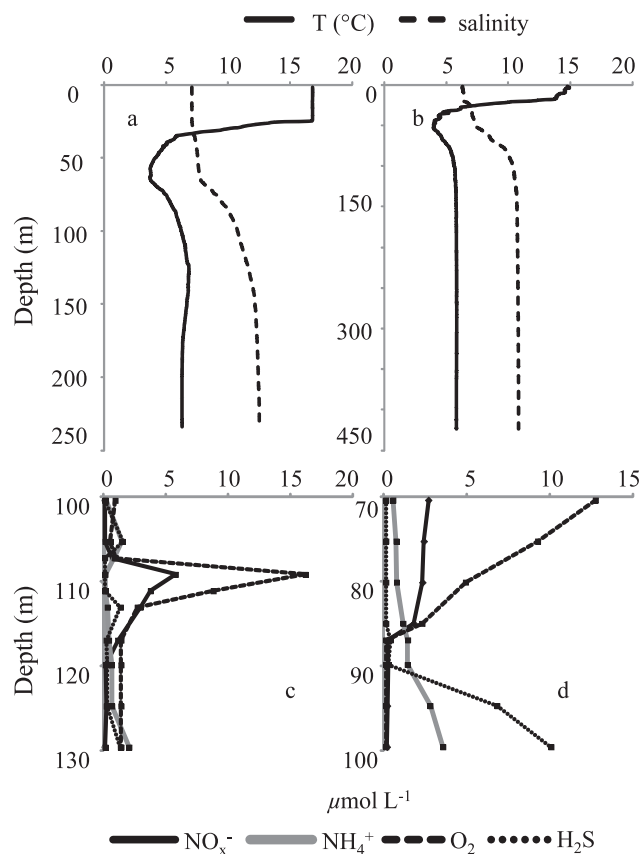 T (°C) salinity
0 5 10 15 20 0 5 10 15 20
0 50 100 150 200 250
Depth (m)
a
0 150 300 450
b
0 5 10 15 20 0 5 10 15
100 110 120 130
Depth (m)
c
70 80 90 100
d
µmol L⁻¹
NOₓ⁻ NH₄⁺ O₂ H₂S